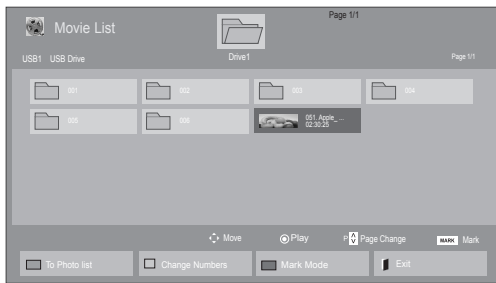 Page 1/1
Movie List
USB1 USB Drive
Drive1
Page 1/1
001 002 003 004
005 006 051. Apple_ ...
02:30:25
Move Play P Page Change MARK Mark
To Photo list Change Numbers Mark Mode Exit